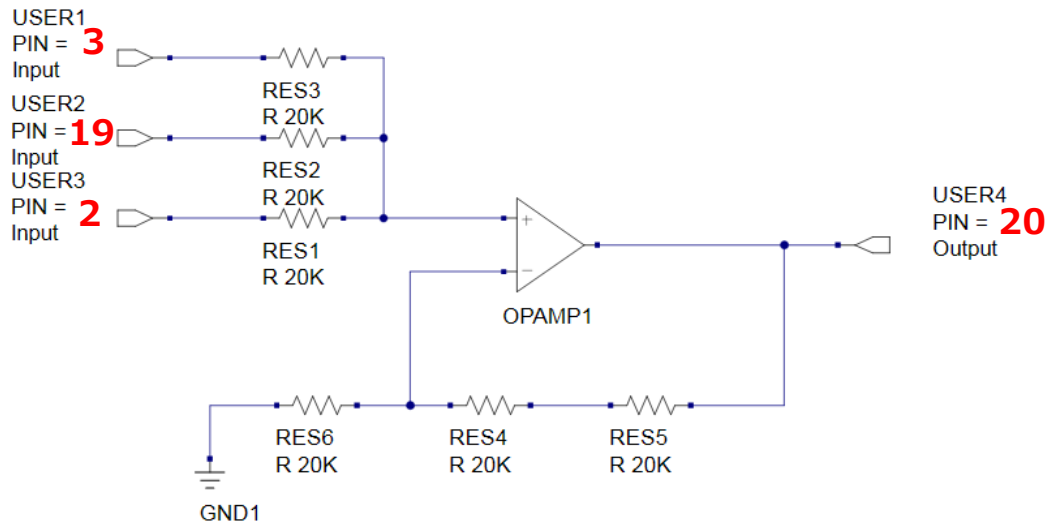 USER1
PIN = 3
Input
RES3
R 20K
USER2
PIN = 19
Input
RES2
R 20K
USER3
PIN = 2
Input
RES1
R 20K
+
−
OPAMP1
USER4
PIN = 20
Output
RES6
R 20K
RES4
R 20K
RES5
R 20K
GND1